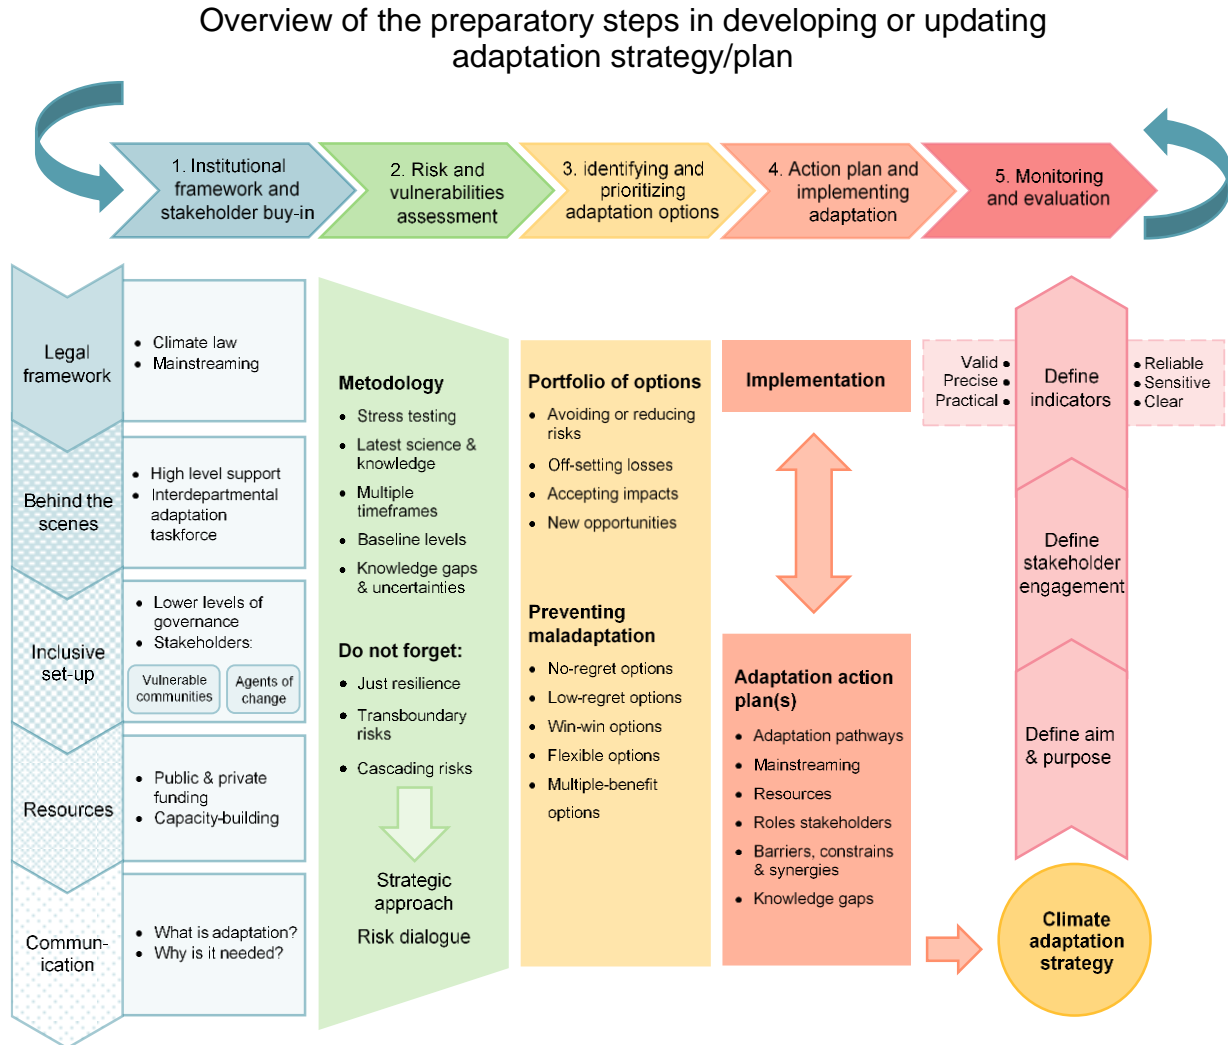 Overview of the preparatory steps in developing or updating
adaptation strategy/plan
1. Institutional
framework and
stakeholder buy-in
2. Risk and
vulnerabilities
assessment
3. identifying and
prioritizing
adaptation options
4. Action plan and
implementing
adaptation
5. Monitoring
and evaluation
Legal
framework
• Climate law
• Mainstreaming
Behind the
scenes
• High level support
• Interdepartmental
adaptation
taskforce
Inclusive
set-up
• Lower levels of
governance
• Stakeholders:
Vulnerable
communities
Agents of
change
Resources
• Public & private
funding
• Capacity-building
Commun-
ication
• What is adaptation?
• Why is it needed?
Metodology
• Stress testing
• Latest science &
knowledge
• Multiple
timeframes
• Baseline levels
• Knowledge gaps
& uncertainties
Do not forget:
• Just resilience
• Transboundary
risks
• Cascading risks
Strategic
approach
Risk dialogue
Portfolio of options
• Avoiding or reducing
risks
• Off-setting losses
• Accepting impacts
• New opportunities
Preventing
maladaptation
• No-regret options
• Low-regret options
• Win-win options
• Flexible options
• Multiple-benefit
options
Implementation
Adaptation action
plan(s)
• Adaptation pathways
• Mainstreaming
• Resources
• Roles stakeholders
• Barriers, constrains
& synergies
• Knowledge gaps
Valid •
Precise •
Practical •
Define
indicators
• Reliable
• Sensitive
• Clear
Define
stakeholder
engagement
Define aim
& purpose
Climate
adaptation
strategy